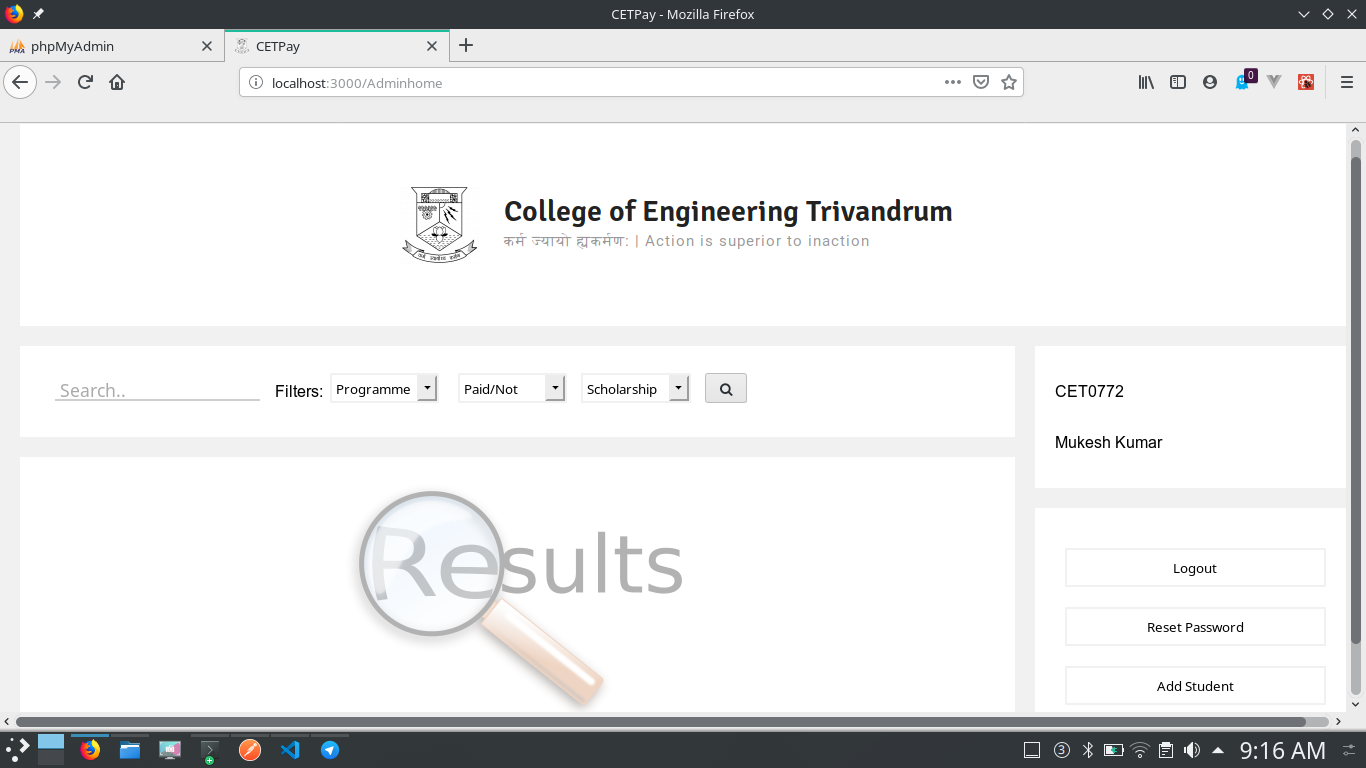 CETPay - Mozilla Firefox
phpMyAdmin
CETPay
localhost:3000/Adminhome
0
College of Engineering Trivandrum
कर्म ज्यायो ह्यकर्मण: | Action is superior to inaction
Search..
Filters:
Programme
Paid/Not
Scholarship
CET0772
Mukesh Kumar
Results
Logout
Reset Password
Add Student
3
9:16 AM